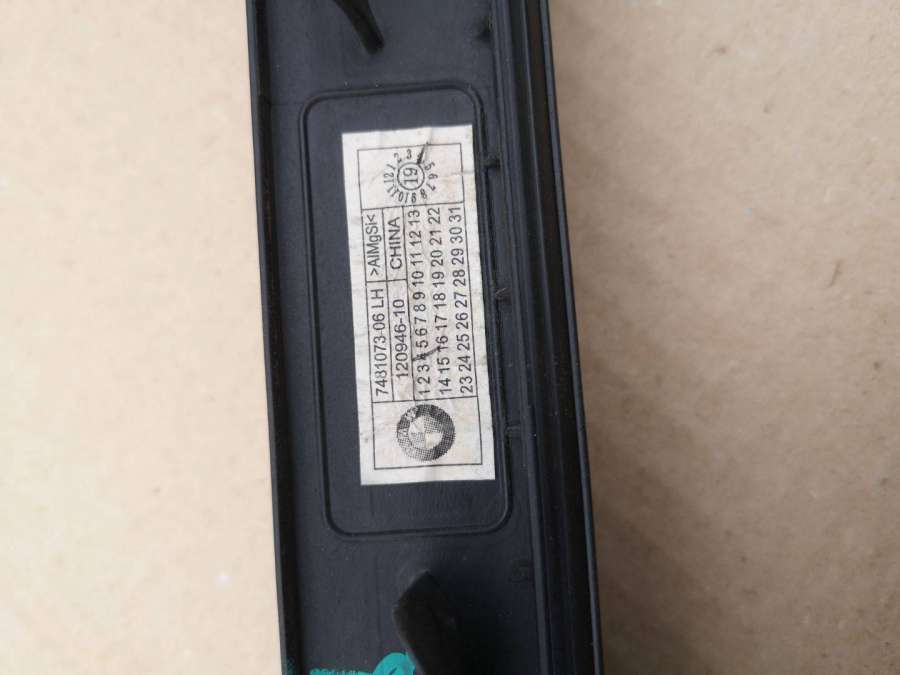 7481073-06 LH >AlMgSi<
120946-10 CHINA
1 2 3 4 5 6 7 8 9 10 11 12 13
14 15 16 17 18 19 20 21 22
23 24 25 26 27 28 29 30 31
19